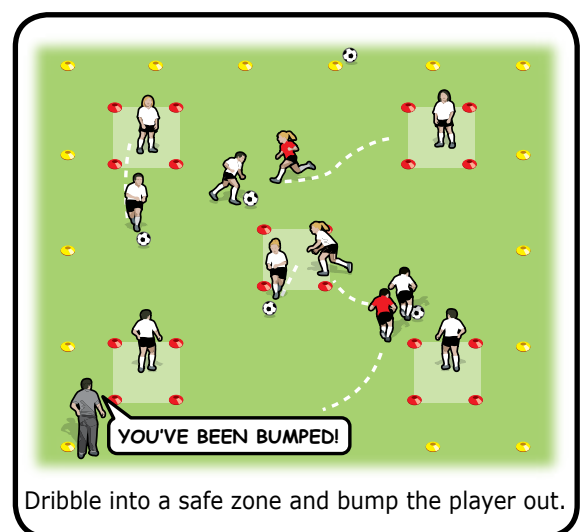 YOU'VE BEEN BUMPED!
Dribble into a safe zone and bump the player out.